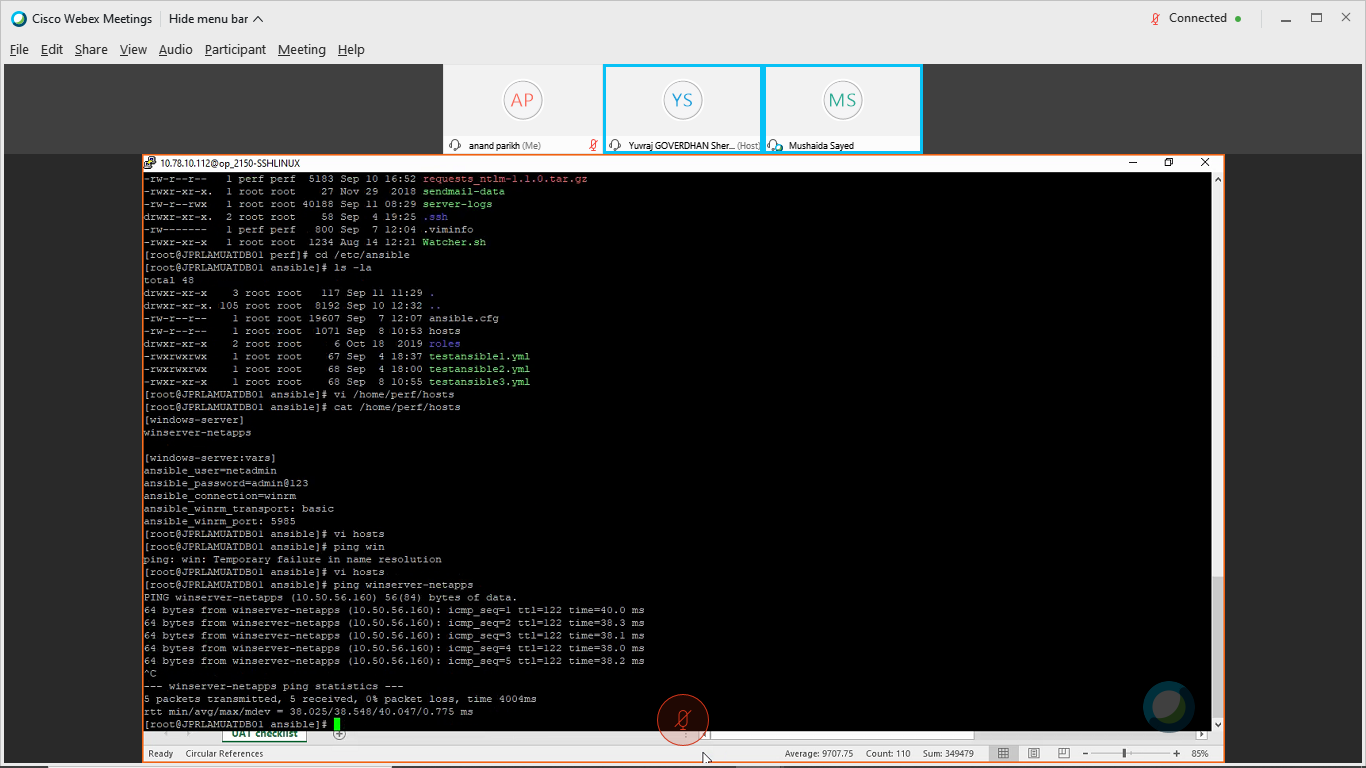 Cisco Webex Meetings Hide menu bar Connected
File Edit Share View Audio Participant Meeting Help
AP YS MS
anand parikh (Me) Yuvraj GOVERDHAN Sher... (Host) Mushaida Sayed
10.78.10.112@op_2150-SSHLINUX
-rw-r--r-- 1 perf perf 5183 Sep 10 16:52 requests_ntlm-1.1.0.tar.gz
-rwxr-xr-x. 1 root root 27 Nov 29 2018 sendmail-data
-rw-r--rwx 1 root root 40188 Sep 11 08:29 server-logs
drwxr-xr-x. 2 root root 58 Sep 4 19:25 .ssh
-rw------- 1 perf perf 800 Sep 7 12:04 .viminfo
-rwxr-xr-x 1 root root 1234 Aug 14 12:21 Watcher.sh
[root@JPRLAMUATDB01 perf]# cd /etc/ansible
[root@JPRLAMUATDB01 ansible]# ls -la
total 48
drwxr-xr-x 3 root root 117 Sep 11 11:29 .
drwxr-xr-x. 105 root root 8192 Sep 10 12:32 ..
-rw-r--r-- 1 root root 19607 Sep 7 12:07 ansible.cfg
-rw-r--r-- 1 root root 1071 Sep 8 10:53 hosts
drwxr-xr-x 2 root root 6 Oct 18 2019 roles
-rwxrwxrwx 1 root root 67 Sep 4 18:37 testansible1.yml
-rwxrwxrwx 1 root root 68 Sep 4 18:00 testansible2.yml
-rwxr-xr-x 1 root root 68 Sep 8 10:55 testansible3.yml
[root@JPRLAMUATDB01 ansible]# vi /home/perf/hosts
[root@JPRLAMUATDB01 ansible]# cat /home/perf/hosts
[windows-server]
winserver-netapps
[windows-server:vars]
ansible_user=netadmin
ansible_password=admin@123
ansible_connection=winrm
ansible_winrm_transport: basic
ansible_winrm_port: 5985
[root@JPRLAMUATDB01 ansible]# vi hosts
[root@JPRLAMUATDB01 ansible]# ping win
ping: win: Temporary failure in name resolution
[root@JPRLAMUATDB01 ansible]# vi hosts
[root@JPRLAMUATDB01 ansible]# ping winserver-netapps
PING winserver-netapps (10.50.56.160) 56(84) bytes of data.
64 bytes from winserver-netapps (10.50.56.160): icmp_seq=1 ttl=122 time=40.0 ms
64 bytes from winserver-netapps (10.50.56.160): icmp_seq=2 ttl=122 time=38.3 ms
64 bytes from winserver-netapps (10.50.56.160): icmp_seq=3 ttl=122 time=38.1 ms
64 bytes from winserver-netapps (10.50.56.160): icmp_seq=4 ttl=122 time=38.0 ms
64 bytes from winserver-netapps (10.50.56.160): icmp_seq=5 ttl=122 time=38.2 ms
^C
--- winserver-netapps ping statistics ---
5 packets transmitted, 5 received, 0% packet loss, time 4004ms
rtt min/avg/max/mdev = 38.025/38.548/40.047/0.775 ms
[root@JPRLAMUATDB01 ansible]#
UAT checklist
Ready Circular References Average: 9707.75 Count: 110 Sum: 349479 85%